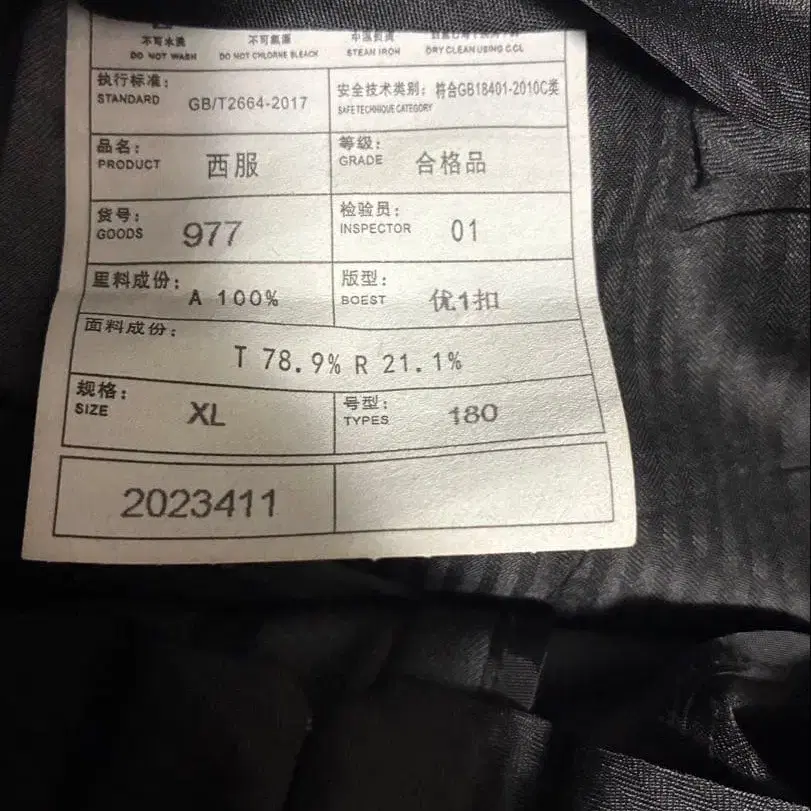 不可水洗 不可氯漂 中温熨烫
DO NOT WASH DO NOT CHLORNE BLEACH STEAN IROH DRY CLEAN USING CCL
执行标准: 安全技术类别: 符合GB18401-2010C类
STANDARD GB/T2664-2017 SAFE TECHNIQUE CATEGORY
品名: 西服 等级: 合格品
PRODUCT GRADE
货号: 977 检验员: 01
GOODS INSPECTOR
里料成份: A 100% 版型: 优1扣
BOEST
面料成份:
T 78.9% R 21.1%
规格: XL 号型: 180
SIZE TYPES
2023411